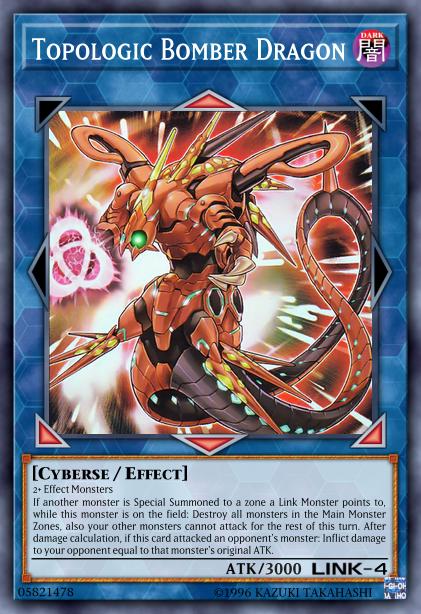 Topologic Bomber Dragon
DARK
闇
[Cyberse / Effect]
2+ Effect Monsters
If another monster is Special Summoned to a zone a Link Monster points to,
while this monster is on the field: Destroy all monsters in the Main Monster
Zones, also your other monsters cannot attack for the rest of this turn. After
damage calculation, if this card attacked an opponent's monster: Inflict damage
to your opponent equal to that monster's original ATK.
ATK/3000 LINK-4
05821478
©1996 KAZUKI TAKAHASHI